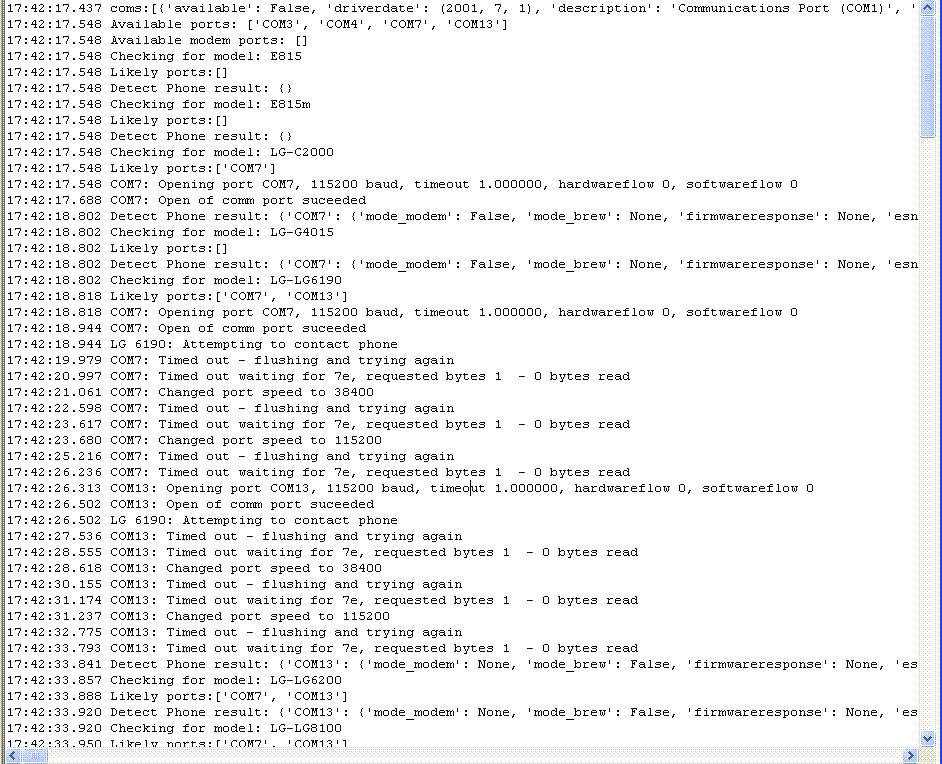 17:42:17.437 coms:[{'available': False, 'driverdate': (2001, 7, 1), 'description': 'Communications Port (COM1)', '
17:42:17.548 Available ports: ['COM3', 'COM4', 'COM7', 'COM13']
17:42:17.548 Available modem ports: []
17:42:17.548 Checking for model: E815
17:42:17.548 Likely ports:[]
17:42:17.548 Detect Phone result: {}
17:42:17.548 Checking for model: E815m
17:42:17.548 Likely ports:[]
17:42:17.548 Detect Phone result: {}
17:42:17.548 Checking for model: LG-C2000
17:42:17.548 Likely ports:['COM7']
17:42:17.548 COM7: Opening port COM7, 115200 baud, timeout 1.000000, hardwareflow 0, softwareflow 0
17:42:17.688 COM7: Open of comm port suceeded
17:42:18.802 Detect Phone result: {'COM7': {'mode_modem': False, 'mode_brew': None, 'firmwareresponse': None, 'esn
17:42:18.802 Checking for model: LG-G4015
17:42:18.802 Likely ports:[]
17:42:18.802 Detect Phone result: {'COM7': {'mode_modem': False, 'mode_brew': None, 'firmwareresponse': None, 'esn
17:42:18.802 Checking for model: LG-LG6190
17:42:18.818 Likely ports:['COM7', 'COM13']
17:42:18.818 COM7: Opening port COM7, 115200 baud, timeout 1.000000, hardwareflow 0, softwareflow 0
17:42:18.944 COM7: Open of comm port suceeded
17:42:18.944 LG 6190: Attempting to contact phone
17:42:19.979 COM7: Timed out - flushing and trying again
17:42:20.997 COM7: Timed out waiting for 7e, requested bytes 1  - 0 bytes read
17:42:21.061 COM7: Changed port speed to 38400
17:42:22.598 COM7: Timed out - flushing and trying again
17:42:23.617 COM7: Timed out waiting for 7e, requested bytes 1  - 0 bytes read
17:42:23.680 COM7: Changed port speed to 115200
17:42:25.216 COM7: Timed out - flushing and trying again
17:42:26.236 COM7: Timed out waiting for 7e, requested bytes 1  - 0 bytes read
17:42:26.313 COM13: Opening port COM13, 115200 baud, timeout 1.000000, hardwareflow 0, softwareflow 0
17:42:26.502 COM13: Open of comm port suceeded
17:42:26.502 LG 6190: Attempting to contact phone
17:42:27.536 COM13: Timed out - flushing and trying again
17:42:28.555 COM13: Timed out waiting for 7e, requested bytes 1  - 0 bytes read
17:42:28.618 COM13: Changed port speed to 38400
17:42:30.155 COM13: Timed out - flushing and trying again
17:42:31.174 COM13: Timed out waiting for 7e, requested bytes 1  - 0 bytes read
17:42:31.237 COM13: Changed port speed to 115200
17:42:32.775 COM13: Timed out - flushing and trying again
17:42:33.793 COM13: Timed out waiting for 7e, requested bytes 1  - 0 bytes read
17:42:33.841 Detect Phone result: {'COM13': {'mode_modem': None, 'mode_brew': False, 'firmwareresponse': None, 'es
17:42:33.857 Checking for model: LG-LG6200
17:42:33.888 Likely ports:['COM7', 'COM13']
17:42:33.920 Detect Phone result: {'COM13': {'mode_modem': None, 'mode_brew': False, 'firmwareresponse': None, 'es
17:42:33.920 Checking for model: LG-LG8100
17:42:33.950 Likely ports:['COM7', 'COM13']